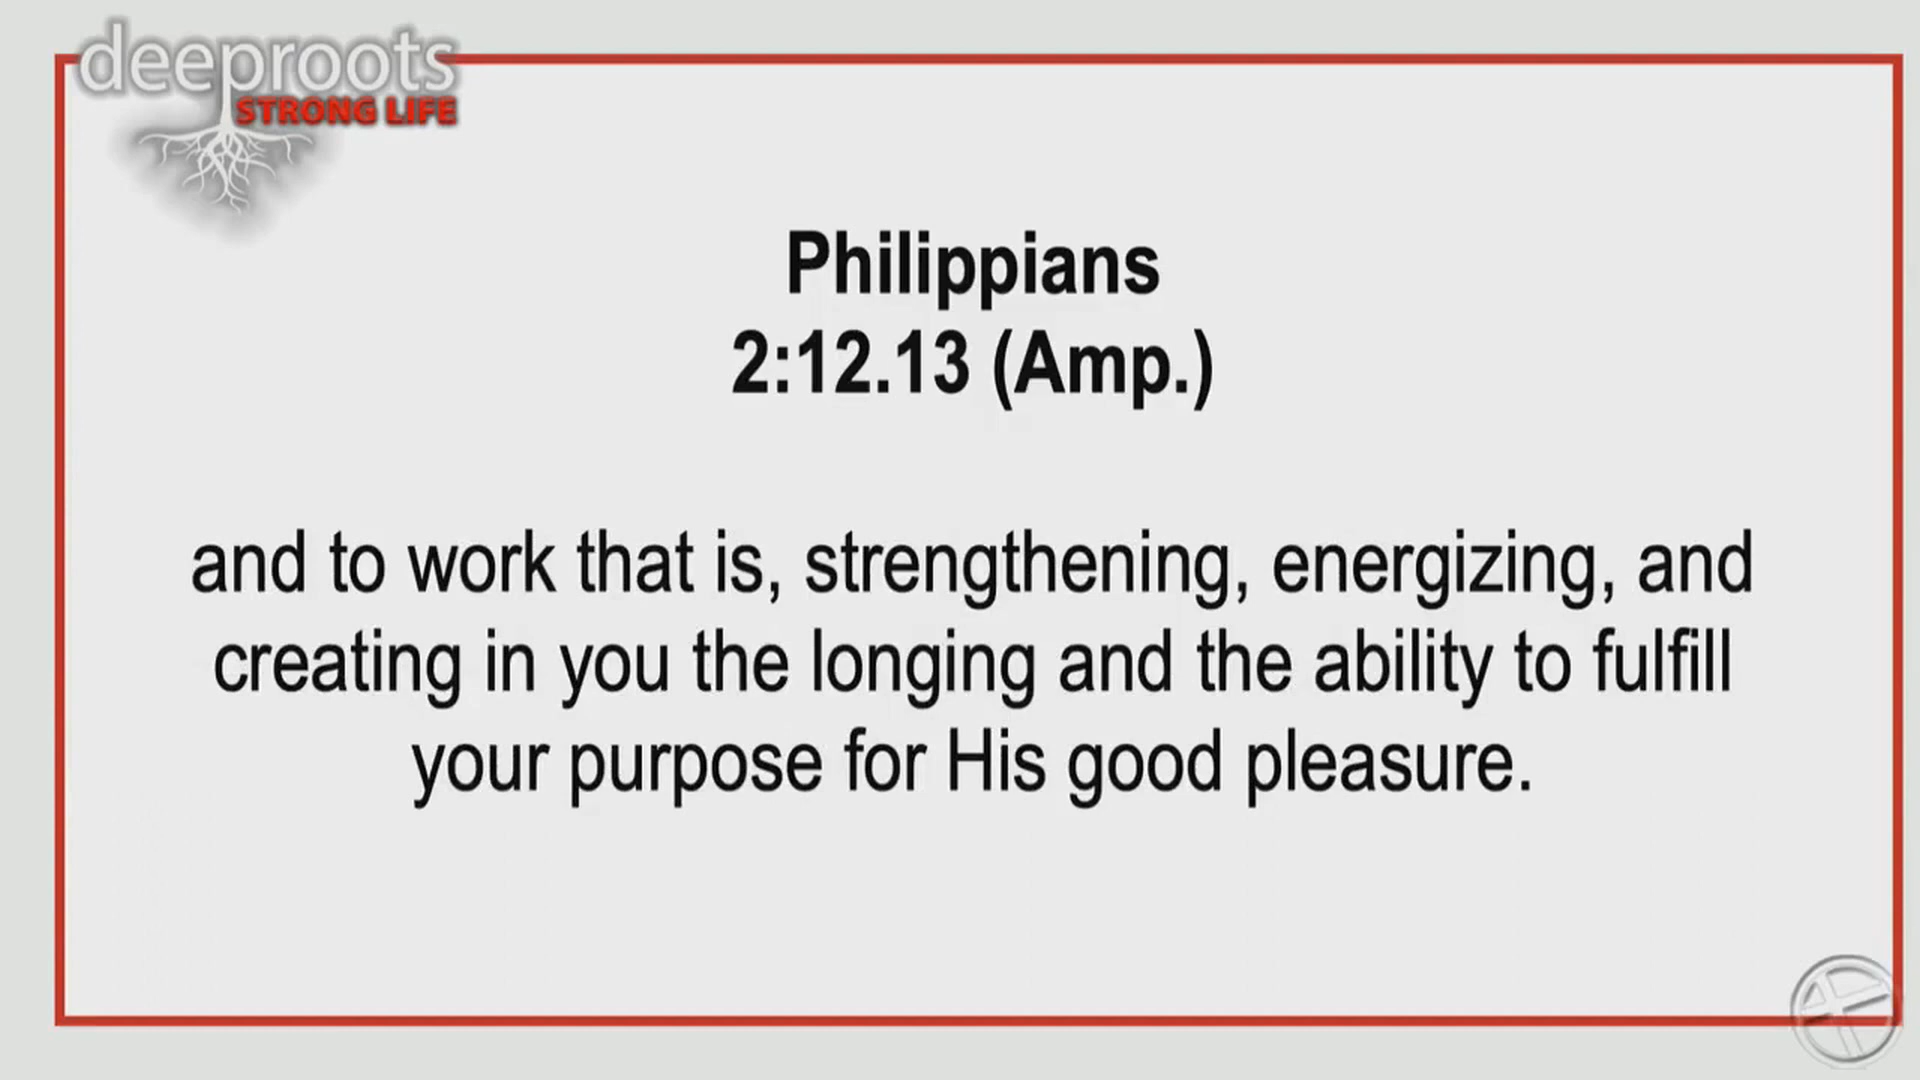 deeproots
STRONG LIFE
Philippians
2:12.13 (Amp.)
and to work that is, strengthening, energizing, and
creating in you the longing and the ability to fulfill
your purpose for His good pleasure.